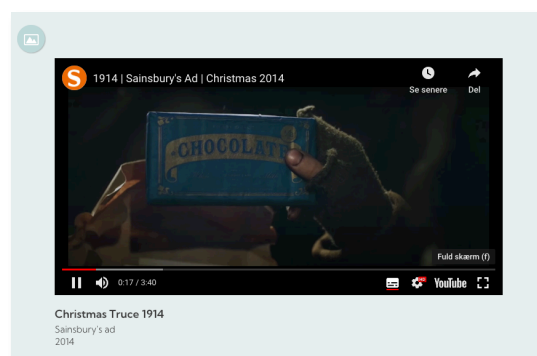 S
1914 | Sainsbury's Ad | Christmas 2014
Se senere
Del
CHOCOLATE
Fuld skærm (f)
0:17 / 3:40
HD
YouTube
Christmas Truce 1914
Sainsbury's ad
2014